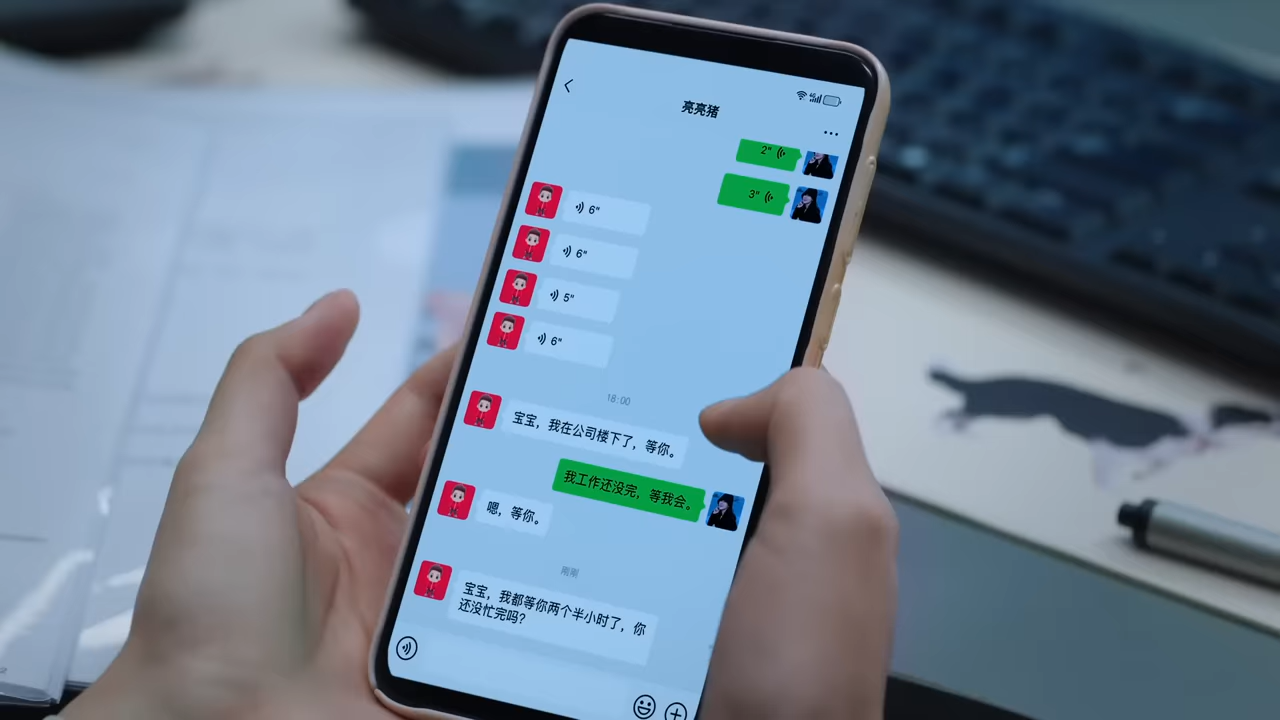 亮亮猪
2"
3"
6"
6"
5"
6"
18:00
宝宝，我在公司楼下了，等你。
我工作还没完，等我会。
嗯，等你。
刚刚
宝宝，我都等你两个半小时了，你
还没忙完吗？